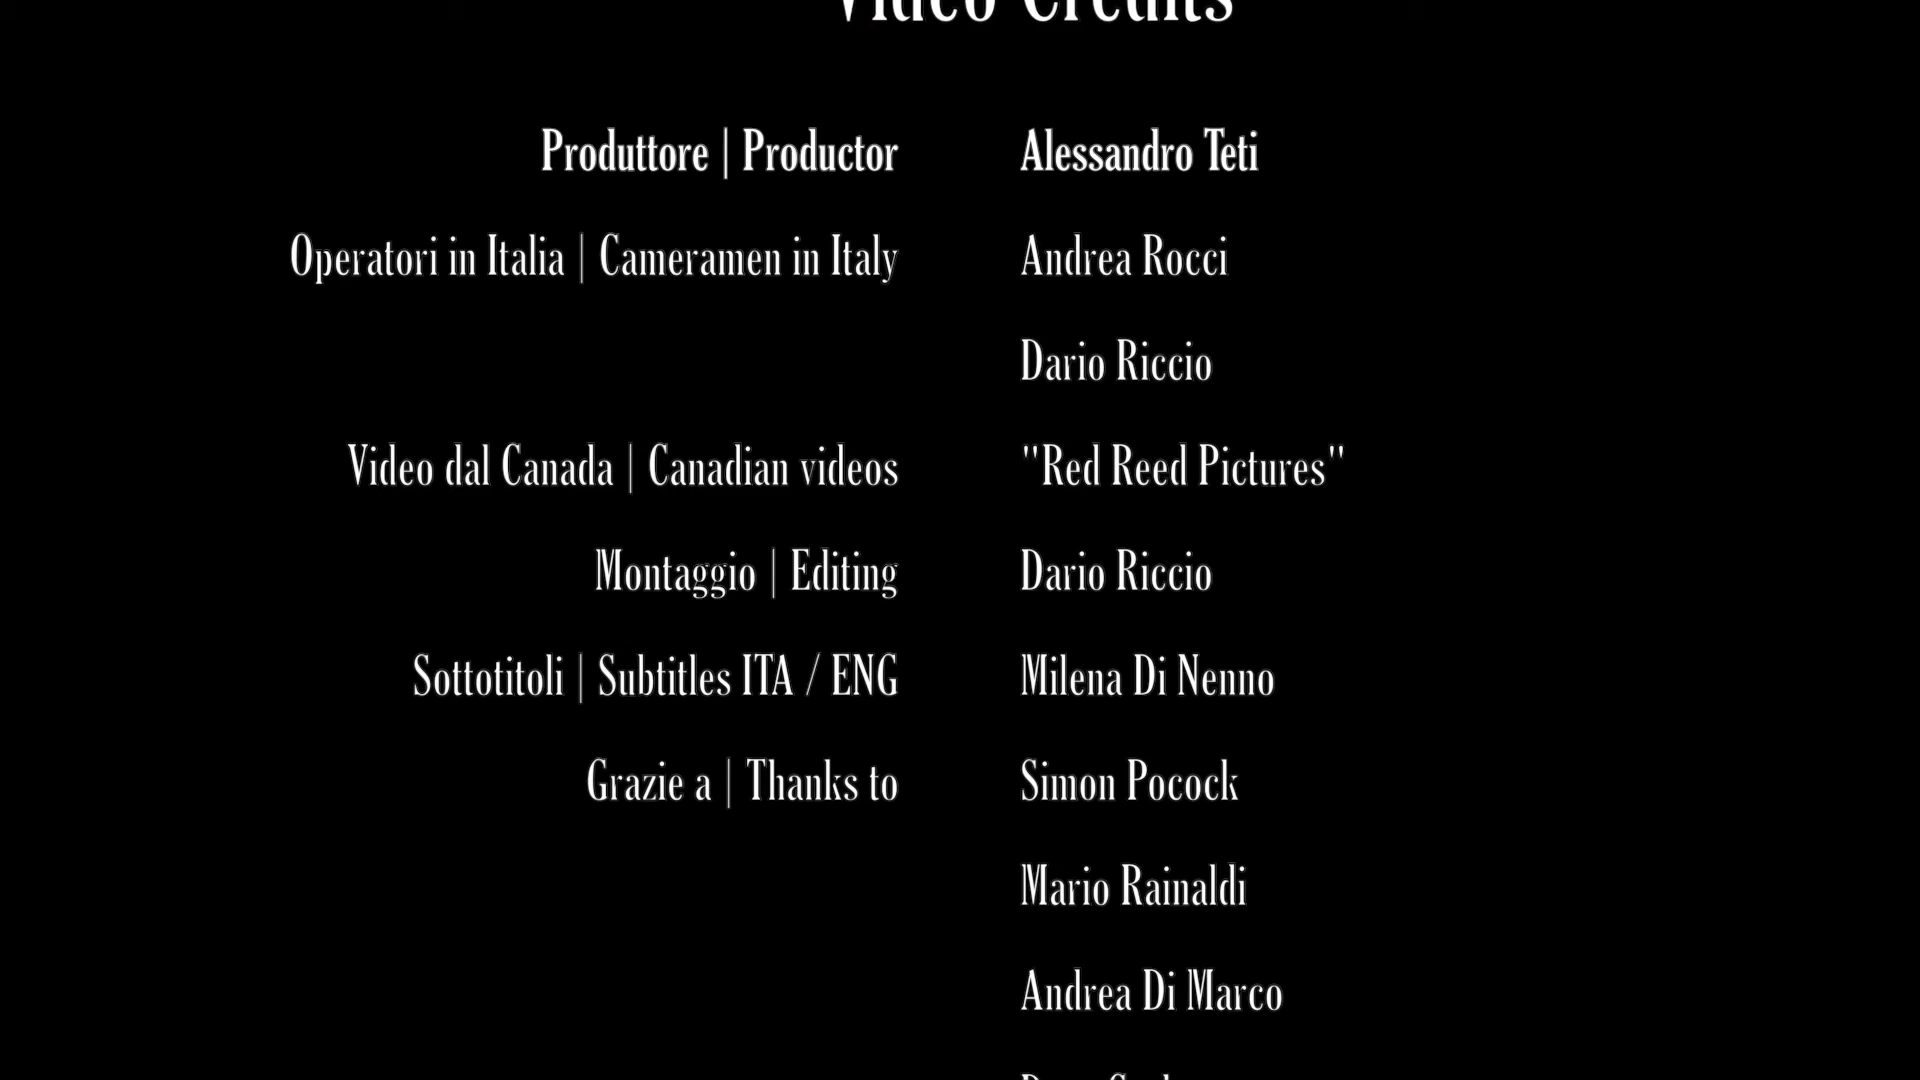 Video Credits
Produttore | Productor Alessandro Teti
Operatori in Italia | Cameramen in Italy Andrea Rocci
Dario Riccio
Video dal Canada | Canadian videos "Red Reed Pictures"
Montaggio | Editing Dario Riccio
Sottotitoli | Subtitles ITA / ENG Milena Di Nenno
Grazie a | Thanks to Simon Pocock
Mario Rainaldi
Andrea Di Marco